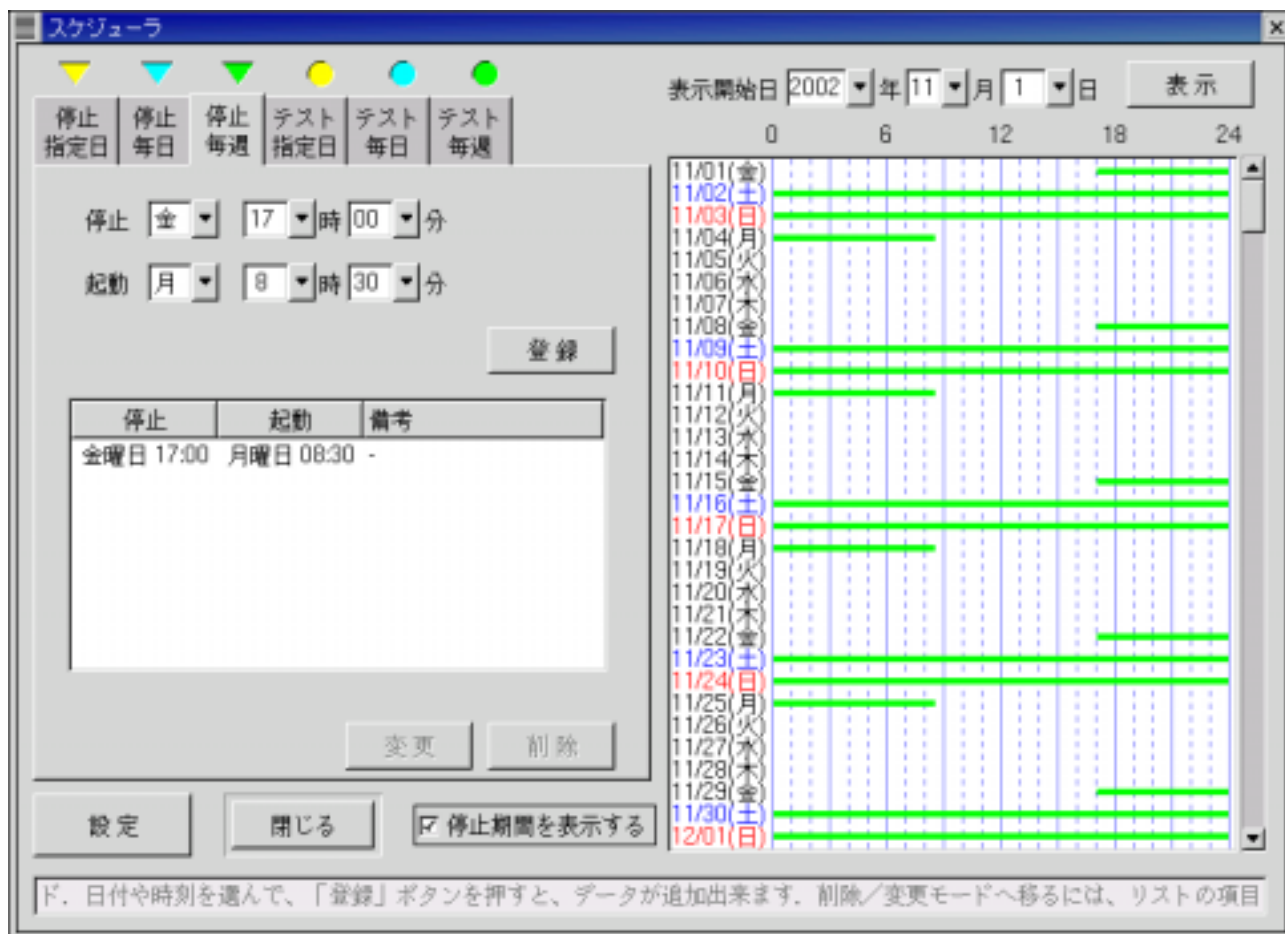 スケジューラ
停止 指定日
停止 毎日
停止 毎週
テスト 指定日
テスト 毎日
テスト 毎週
停止 金 17 時 00 分
起動 月 8 時 30 分
登録
停止 起動 備考
金曜日 17:00 月曜日 08:30 -
変更 削除
設定 閉じる 停止期間を表示する
表示開始日 2002 年 11 月 1 日 表示
0 6 12 18 24
11/01(金)
11/02(土)
11/03(日)
11/04(月)
11/05(火)
11/06(水)
11/07(木)
11/08(金)
11/09(土)
11/10(日)
11/11(月)
11/12(火)
11/13(水)
11/14(木)
11/15(金)
11/16(土)
11/17(日)
11/18(月)
11/19(火)
11/20(水)
11/21(木)
11/22(金)
11/23(土)
11/24(日)
11/25(月)
11/26(火)
11/27(水)
11/28(木)
11/29(金)
11/30(土)
12/01(日)
ド. 日付や時刻を選んで、「登録」ボタンを押すと、データが追加出来ます. 削除／変更モードへ移るには、リストの項目